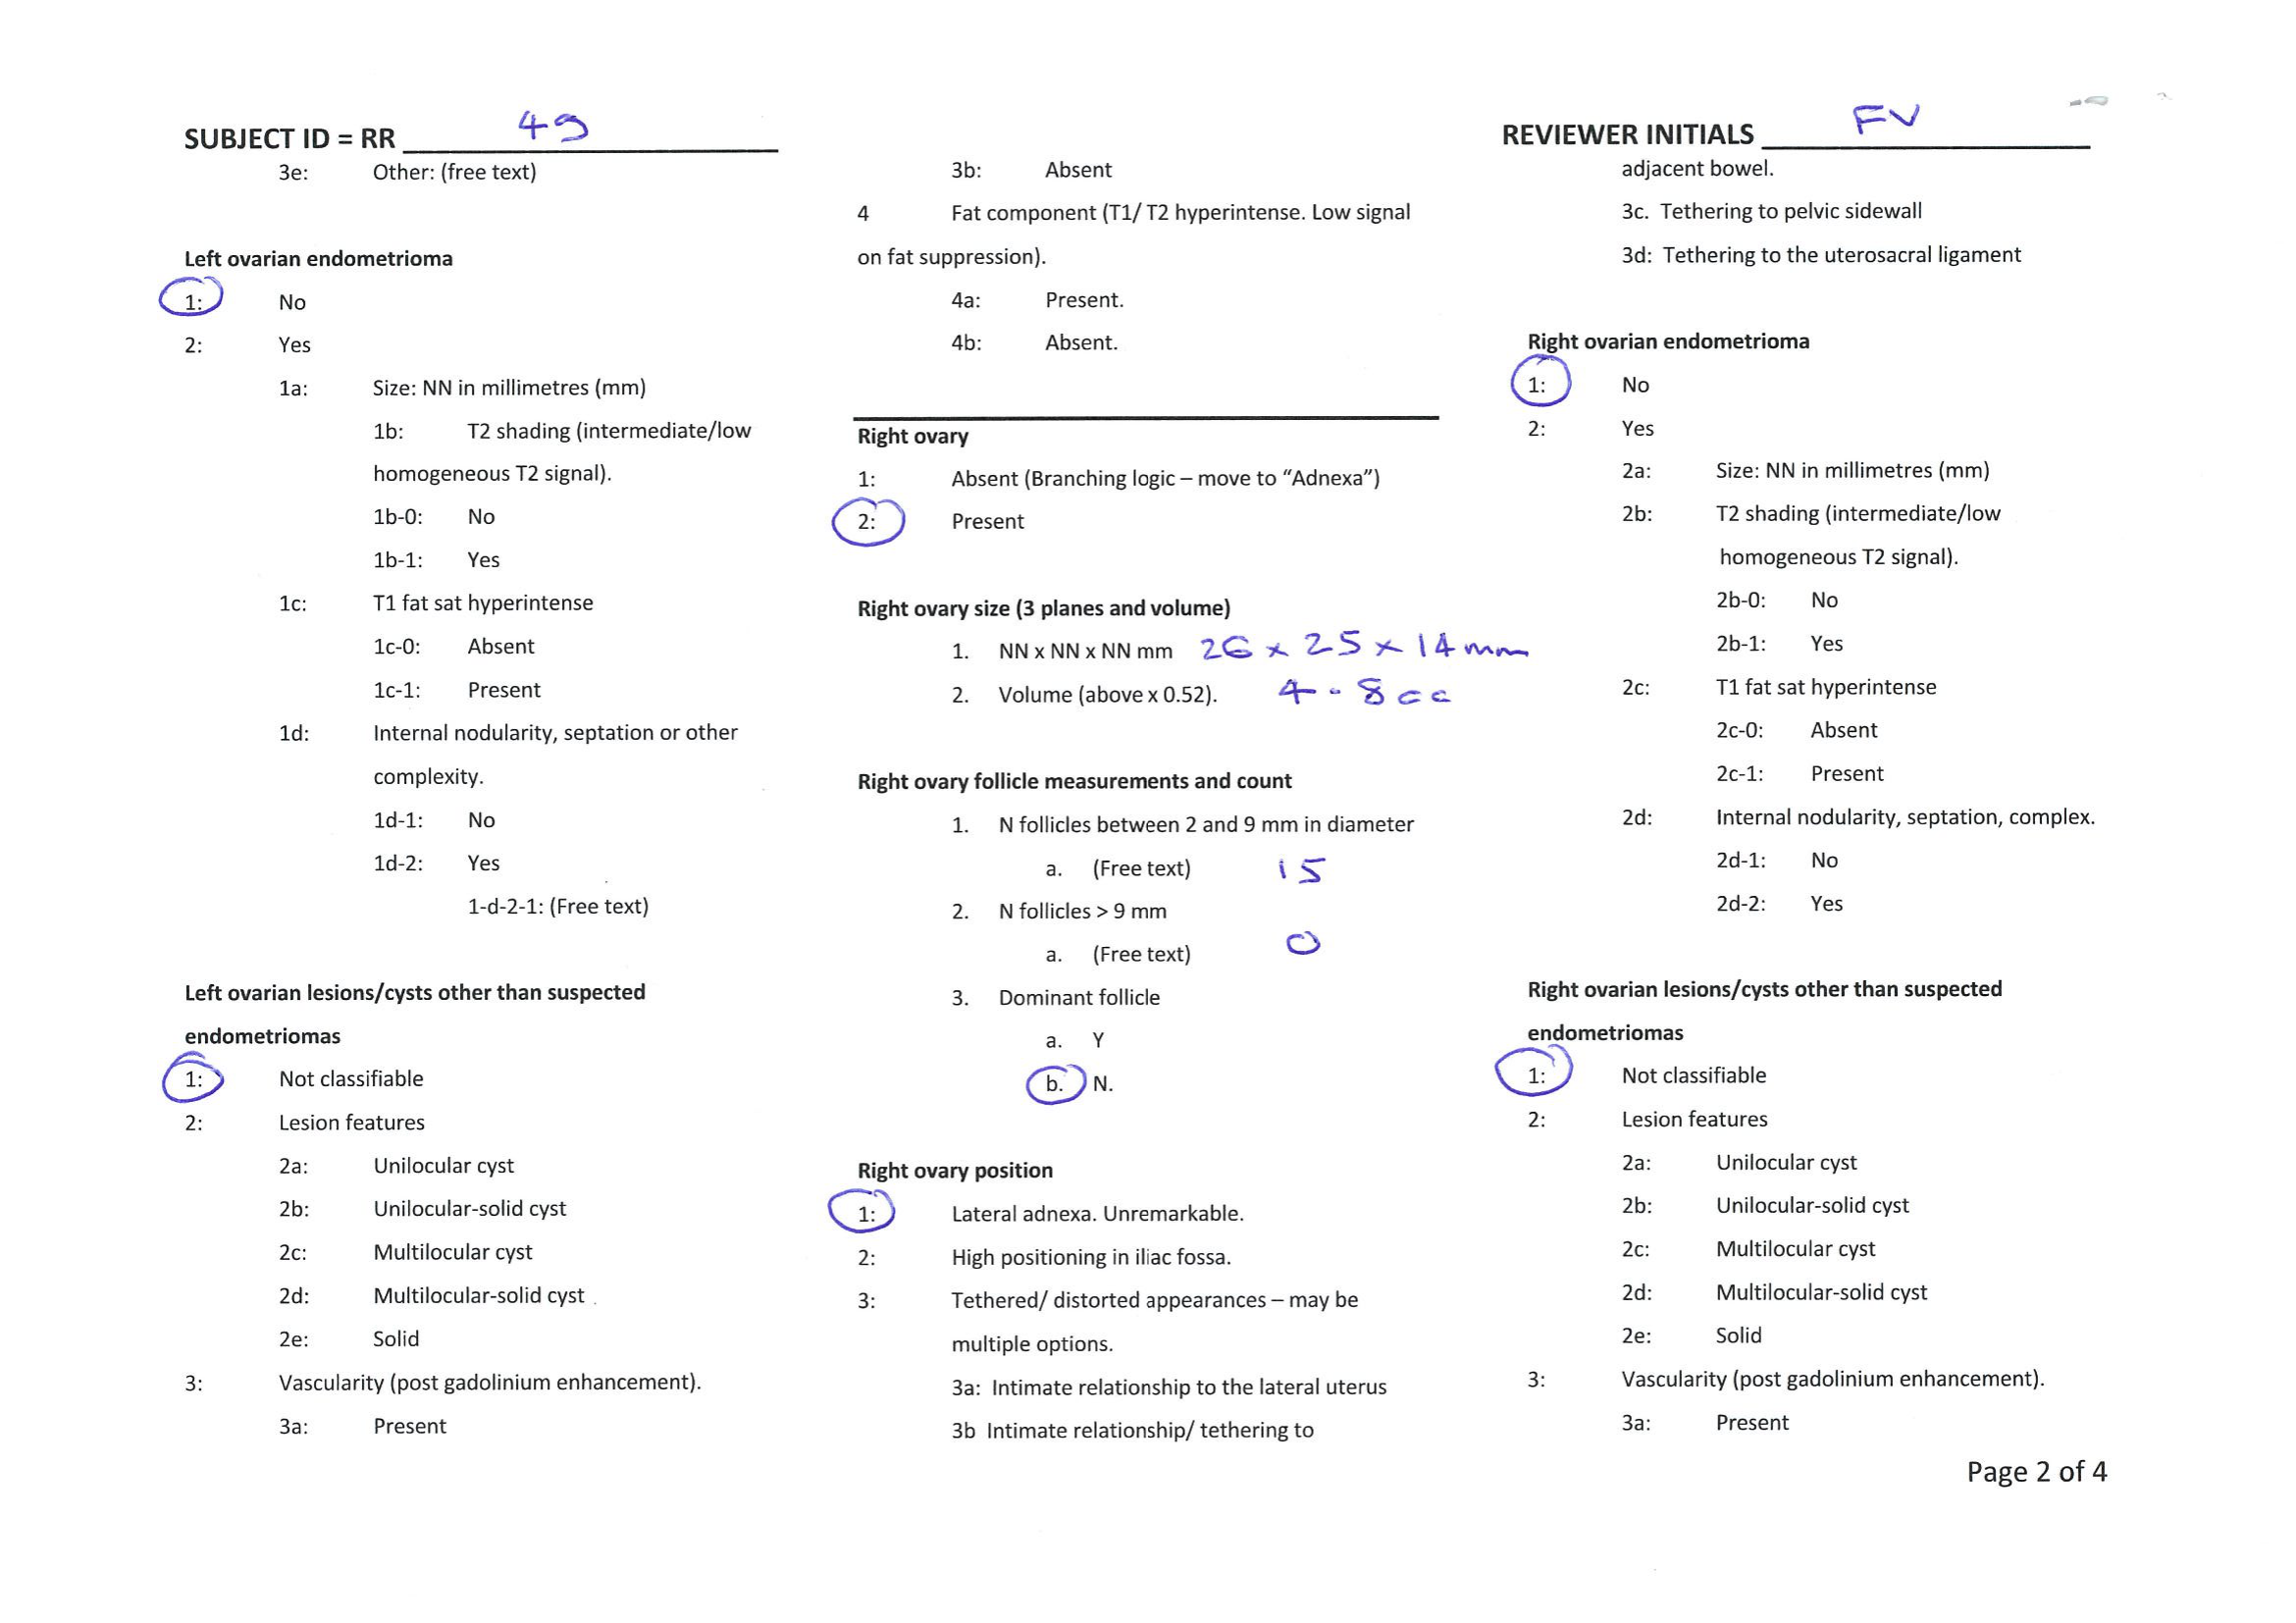 SUBJECT ID = RR 49
3e: Other: (free text)
Left ovarian endometrioma
1: No
2: Yes
1a: Size: NN in millimetres (mm)
1b: T2 shading (intermediate/low
homogeneous T2 signal).
1b-0: No
1b-1: Yes
1c: T1 fat sat hyperintense
1c-0: Absent
1c-1: Present
1d: Internal nodularity, septation or other
complexity.
1d-1: No
1d-2: Yes
1-d-2-1: (Free text)
Left ovarian lesions/cysts other than suspected
endometriomas
1: Not classifiable
2: Lesion features
2a: Unilocular cyst
2b: Unilocular-solid cyst
2c: Multilocular cyst
2d: Multilocular-solid cyst
2e: Solid
3: Vascularity (post gadolinium enhancement).
3a: Present
3b: Absent
4 Fat component (T1/ T2 hyperintense. Low signal
on fat suppression).
4a: Present.
4b: Absent.
Right ovary
1: Absent (Branching logic – move to “Adnexa”)
2: Present
Right ovary size (3 planes and volume)
1. NN x NN x NN mm 26 x 25 x 14 mm
2. Volume (above x 0.52). 4.8 cc
Right ovary follicle measurements and count
1. N follicles between 2 and 9 mm in diameter
a. (Free text) 15
2. N follicles > 9 mm
a. (Free text) 0
3. Dominant follicle
a. Y
b. N.
Right ovary position
1: Lateral adnexa. Unremarkable.
2: High positioning in iliac fossa.
3: Tethered/ distorted appearances – may be
multiple options.
3a: Intimate relationship to the lateral uterus
3b Intimate relationship/ tethering to
REVIEWER INITIALS FV
adjacent bowel.
3c. Tethering to pelvic sidewall
3d: Tethering to the uterosacral ligament
Right ovarian endometrioma
1: No
2: Yes
2a: Size: NN in millimetres (mm)
2b: T2 shading (intermediate/low
homogeneous T2 signal).
2b-0: No
2b-1: Yes
2c: T1 fat sat hyperintense
2c-0: Absent
2c-1: Present
2d: Internal nodularity, septation, complex.
2d-1: No
2d-2: Yes
Right ovarian lesions/cysts other than suspected
endometriomas
1: Not classifiable
2: Lesion features
2a: Unilocular cyst
2b: Unilocular-solid cyst
2c: Multilocular cyst
2d: Multilocular-solid cyst
2e: Solid
3: Vascularity (post gadolinium enhancement).
3a: Present
Page 2 of 4